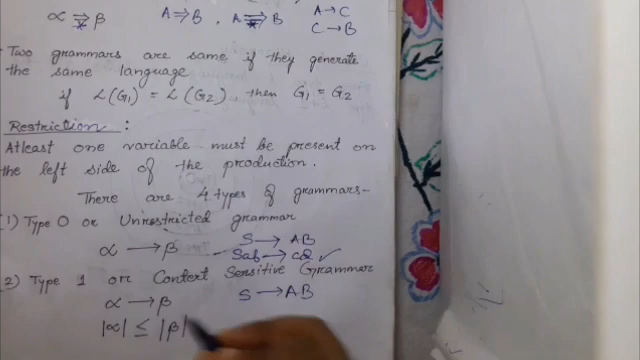 α ⇒* β A ⇒ B , A ⇒* B A → C
C → B
- Two grammars are same if they generate
the same language
if L(G1) = L(G2), then G1 = G2
Restriction :
Atleast one variable must be present on
the left side of the production.
There are 4 types of grammars-
(1) Type 0 or Unrestricted grammar
α → β S → AB
Sab → cd ✓
2) Type 1 or Context Sensitive Grammar
α → β S → AB
|α| ≤ |β|